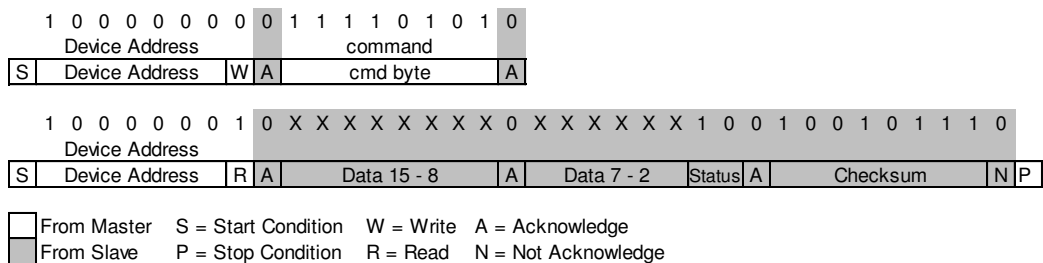 1 0 0 0 0 0 0 0 0 1 1 1 1 0 1 0 1 0
Device Address command
S Device Address W A cmd byte A
1 0 0 0 0 0 0 1 0 X X X X X X X X 0 X X X X X X 1 0 0 1 0 0 1 0 1 1 1 0
Device Address
S Device Address R A Data 15 - 8 A Data 7 - 2 Status A Checksum N P
From Master S = Start Condition W = Write A = Acknowledge
From Slave P = Stop Condition R = Read N = Not Acknowledge